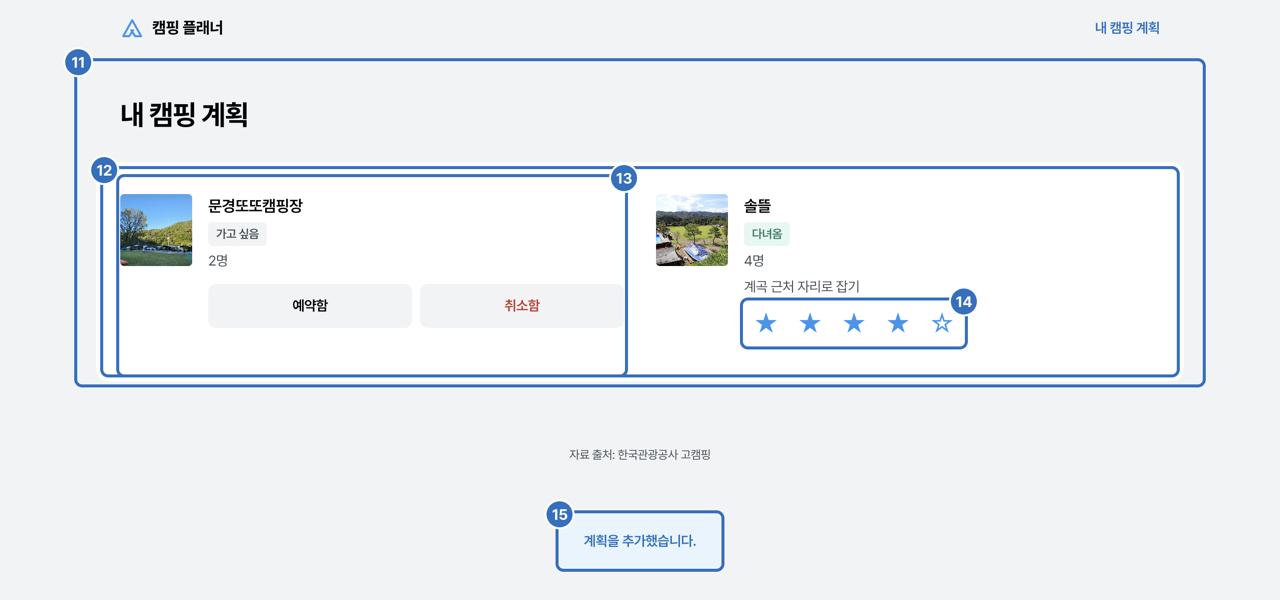 캠핑 플래너
내 캠핑 계획
11
내 캠핑 계획
12
13
문경또또캠핑장
가고 싶음
2명
예약함
취소함
솔뜰
다녀옴
4명
계곡 근처 자리로 잡기
14
자료 출처: 한국관광공사 고캠핑
15
계획을 추가했습니다.